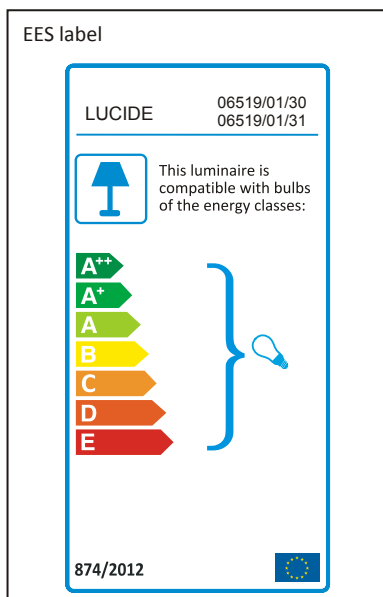 EES label
LUCIDE
06519/01/30
06519/01/31
This luminaire is
compatible with bulbs
of the energy classes:
A++
A+
A
B
C
D
E
874/2012